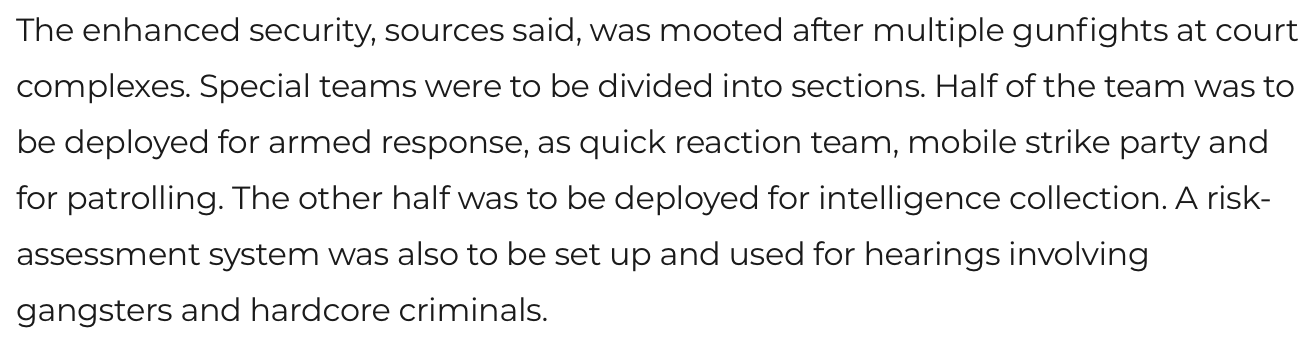 The enhanced security, sources said, was mooted after multiple gunfights at court
complexes. Special teams were to be divided into sections. Half of the team was to
be deployed for armed response, as quick reaction team, mobile strike party and
for patrolling. The other half was to be deployed for intelligence collection. A risk-
assessment system was also to be set up and used for hearings involving
gangsters and hardcore criminals.